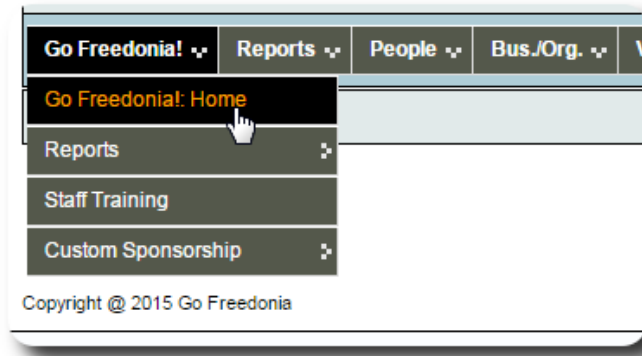 Go Freedonia! Reports People Bus./Org.
Go Freedonia!: Home
Reports
Staff Training
Custom Sponsorship
Copyright @ 2015 Go Freedonia